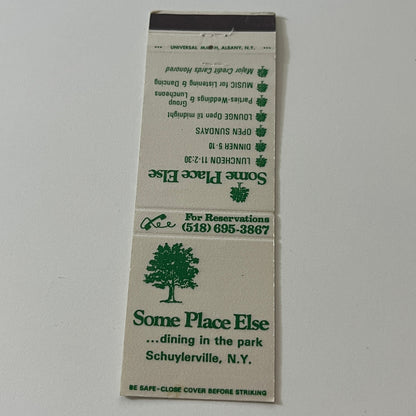 UNIVERSAL MATCH, ALBANY, N.Y.
Some Place Else
LUNCHEON 11-2:30
DINNER 5-10
OPEN SUNDAYS
LOUNGE Open til midnight
Parties-Weddings & Group
Luncheons
MUSIC for Listening & Dancing
Major Credit Cards Honored
Lee
For Reservations
(518) 695-3867
Some Place Else
...dining in the park
Schuylerville, N.Y.
BE SAFE-CLOSE COVER BEFORE STRIKING